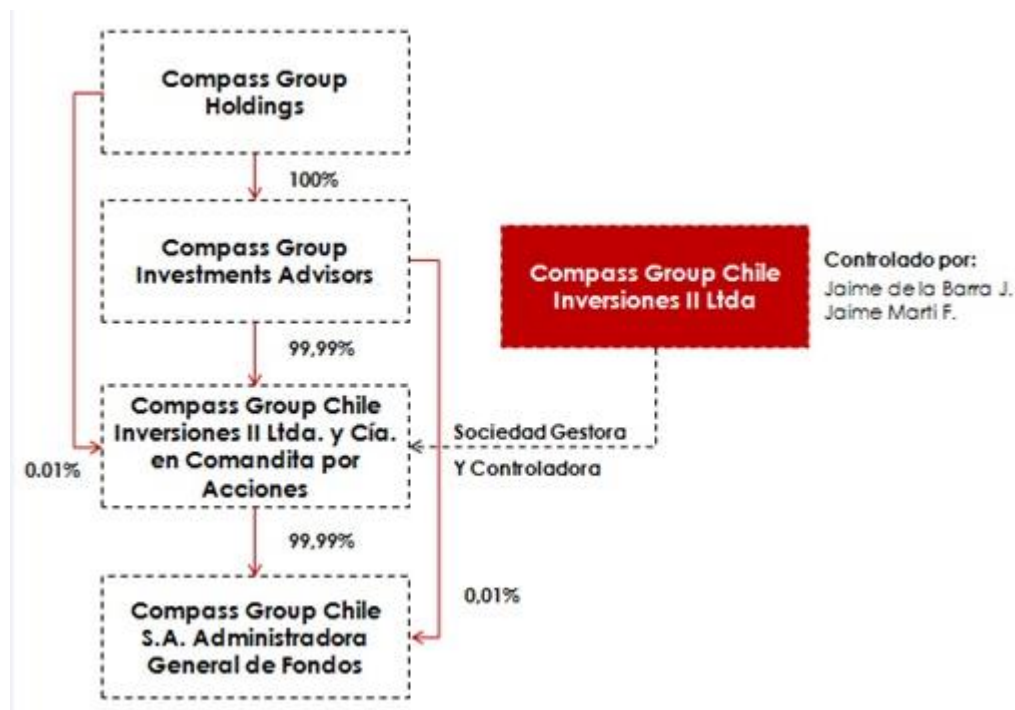 Compass Group
Holdings
100%
Compass Group
Investments Advisors
99,99%
Compass Group Chile
Inversiones II Ltda
Controlado por:
Jaime de la Barra J.
Jaime Marti F.
Compass Group Chile
Inversiones II Ltda. y Cía.
en Comandita por
Acciones
0.01%
Sociedad Gestora
Y Controladora
99,99%
0,01%
Compass Group Chile
S.A. Administradora
General de Fondos